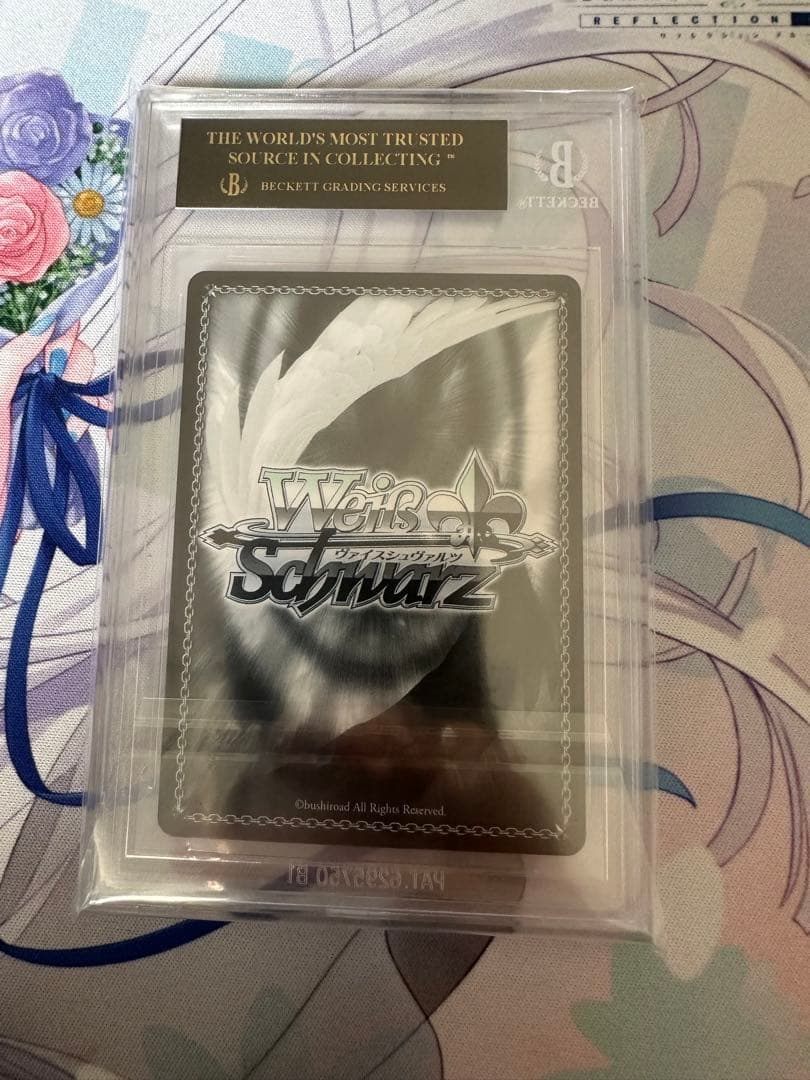 REFLECTION
THE WORLD'S MOST TRUSTED
SOURCE IN COLLECTING ™
B BECKETT GRADING SERVICES
B
BECKETT
Weiß
ヴァイスシュヴァルツ
Schwarz
©bushiroad All Rights Reserved.
PAT. 6295750 B1